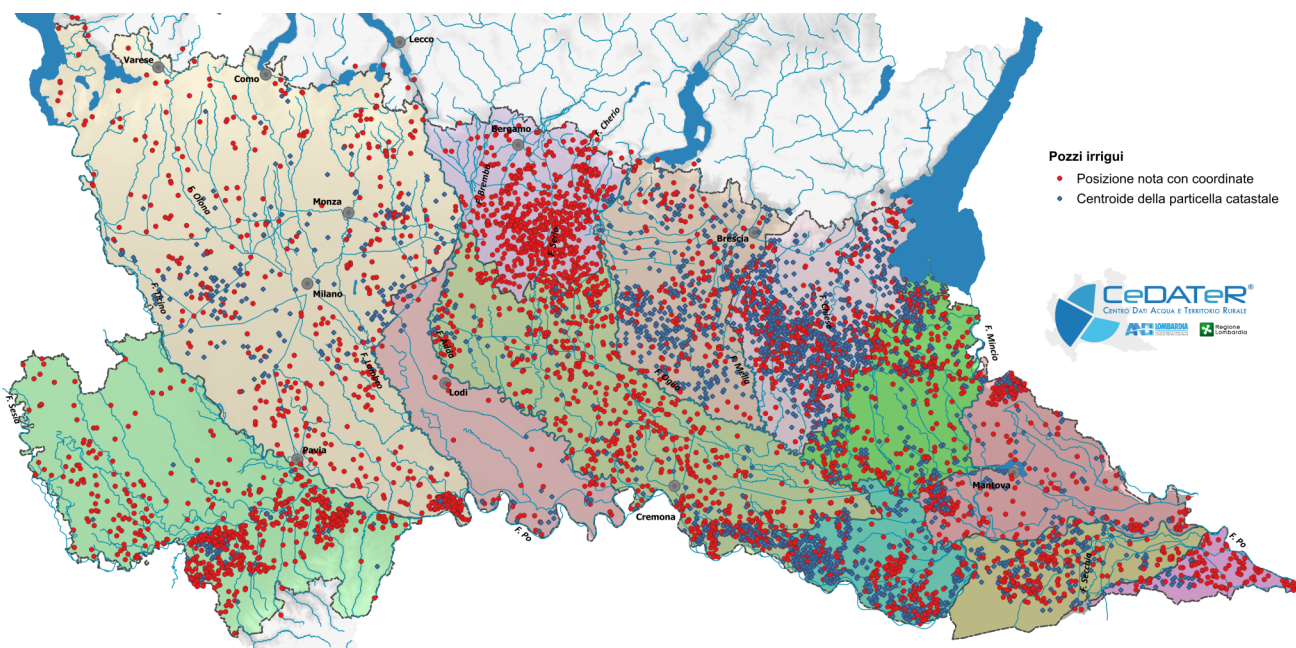 Lecco
Varese
Como
Bergamo
F. Cherio
F. Brembo
F. Olona
Monza
F. Serio
Brescia
Milano
F. Ticino
F. Chiese
F. Adda
F. Lambro
F. Mincio
F. Oglio
F. Mella
Lodi
F. Sesia
Pavia
Mantova
Cremona
F. Po
F. Po
F. Secchia
Pozzi irrigui
Posizione nota con coordinate
Centroide della particella catastale
CeDATeR®
Centro Dati Acqua e Territorio Rurale
LOMBARDIA
Regione
Lombardia